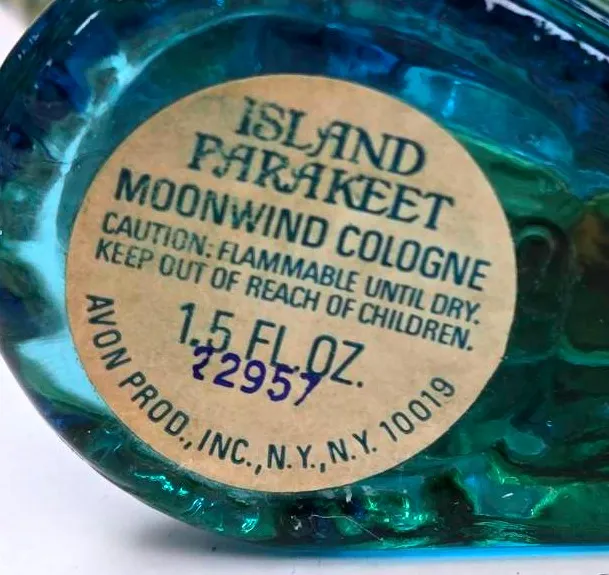 ISLAND
PARAKEET
MOONWIND COLOGNE
CAUTION: FLAMMABLE UNTIL DRY.
KEEP OUT OF REACH OF CHILDREN.
1.5 FL.OZ.
22957
AVON PROD., INC., N.Y., N.Y. 10019